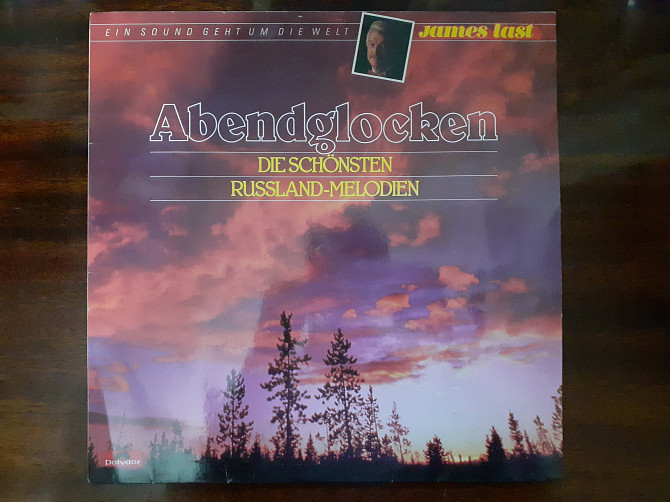 EIN SOUND GEHT UM DIE WELT
james last
Abendglocken
DIE SCHÖNSTEN
RUSSLAND-MELODIEN
Polydor